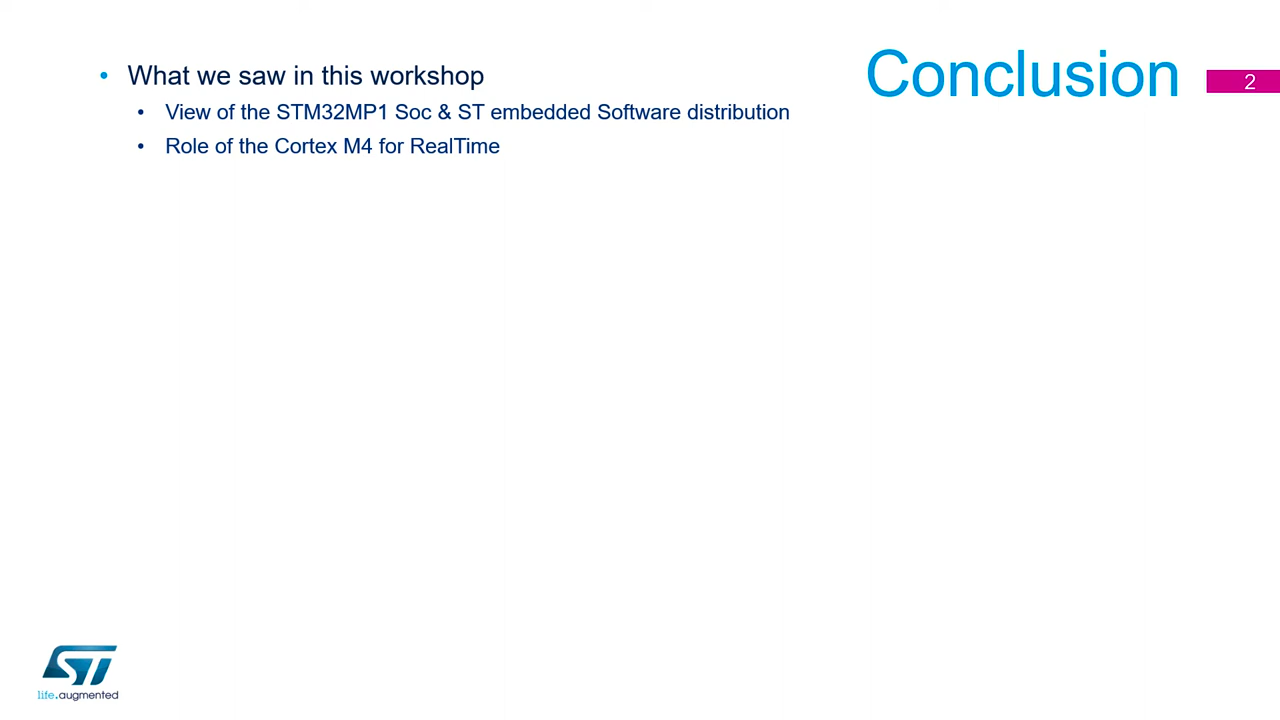 Conclusion
2
• What we saw in this workshop
• View of the STM32MP1 Soc & ST embedded Software distribution
• Role of the Cortex M4 for RealTime
ST
life.augmented